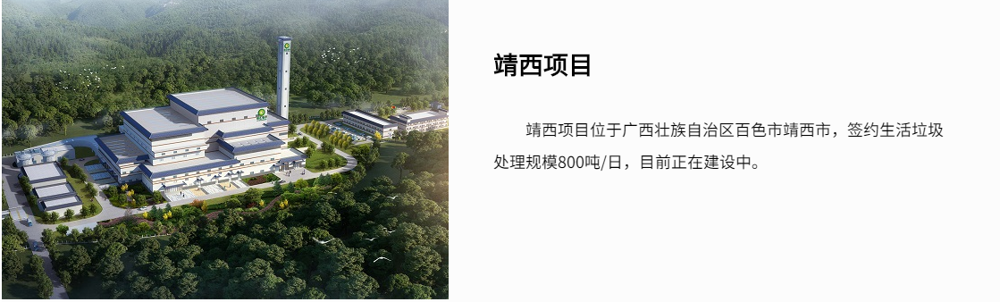 靖西项目
靖西项目位于广西壮族自治区百色市靖西市，签约生活垃圾
处理规模800吨/日，目前正在建设中。